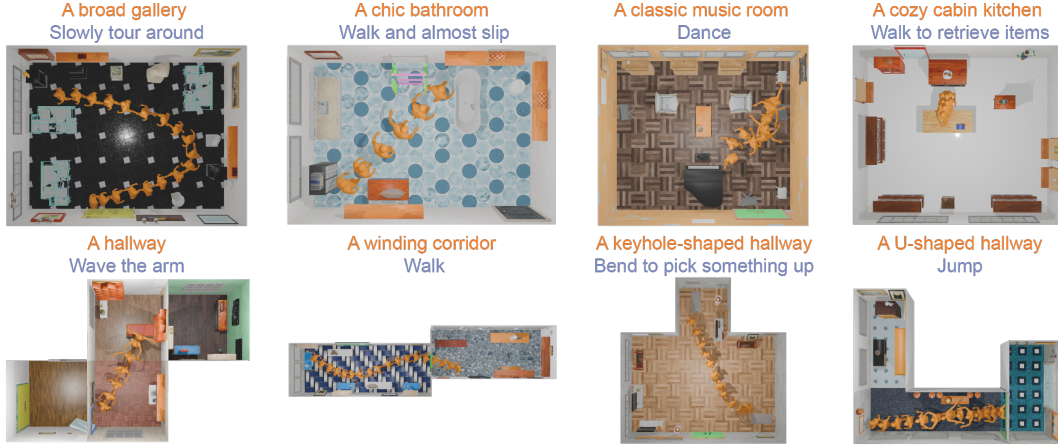 A broad gallery
Slowly tour around
A chic bathroom
Walk and almost slip
A classic music room
Dance
A cozy cabin kitchen
Walk to retrieve items
A hallway
Wave the arm
A winding corridor
Walk
A keyhole-shaped hallway
Bend to pick something up
A U-shaped hallway
Jump